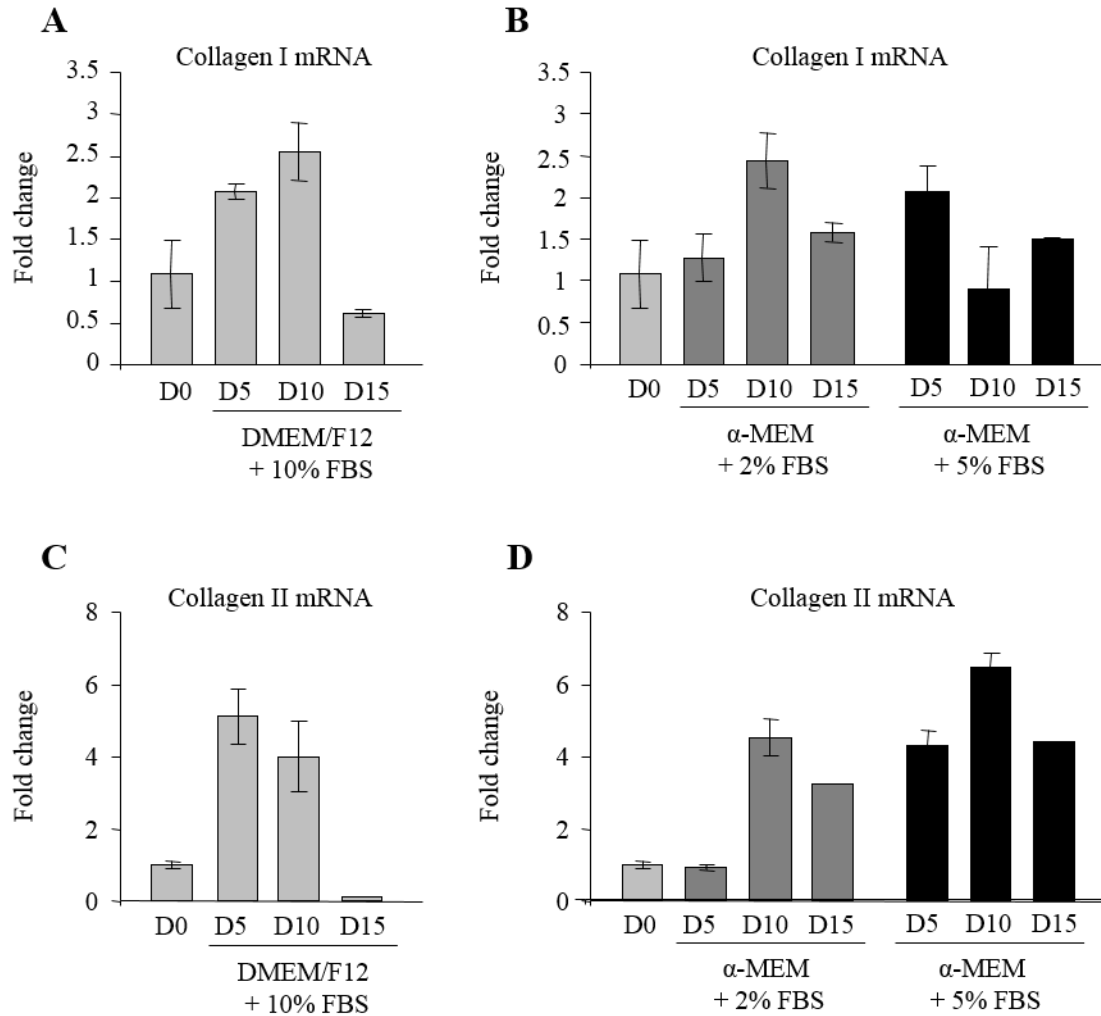 A
Collagen I mRNA
Fold change
3.5
3
2.5
2
1.5
1
0.5
0
D0 D5 D10 D15
DMEM/F12
+ 10% FBS
B
Collagen I mRNA
Fold change
3.5
3
2.5
2
1.5
1
0.5
0
D0 D5 D10 D15 D5 D10 D15
α-MEM
+ 2% FBS
α-MEM
+ 5% FBS
C
Collagen II mRNA
Fold change
8
6
4
2
0
D0 D5 D10 D15
DMEM/F12
+ 10% FBS
D
Collagen II mRNA
Fold change
8
6
4
2
0
D0 D5 D10 D15 D5 D10 D15
α-MEM
+ 2% FBS
α-MEM
+ 5% FBS